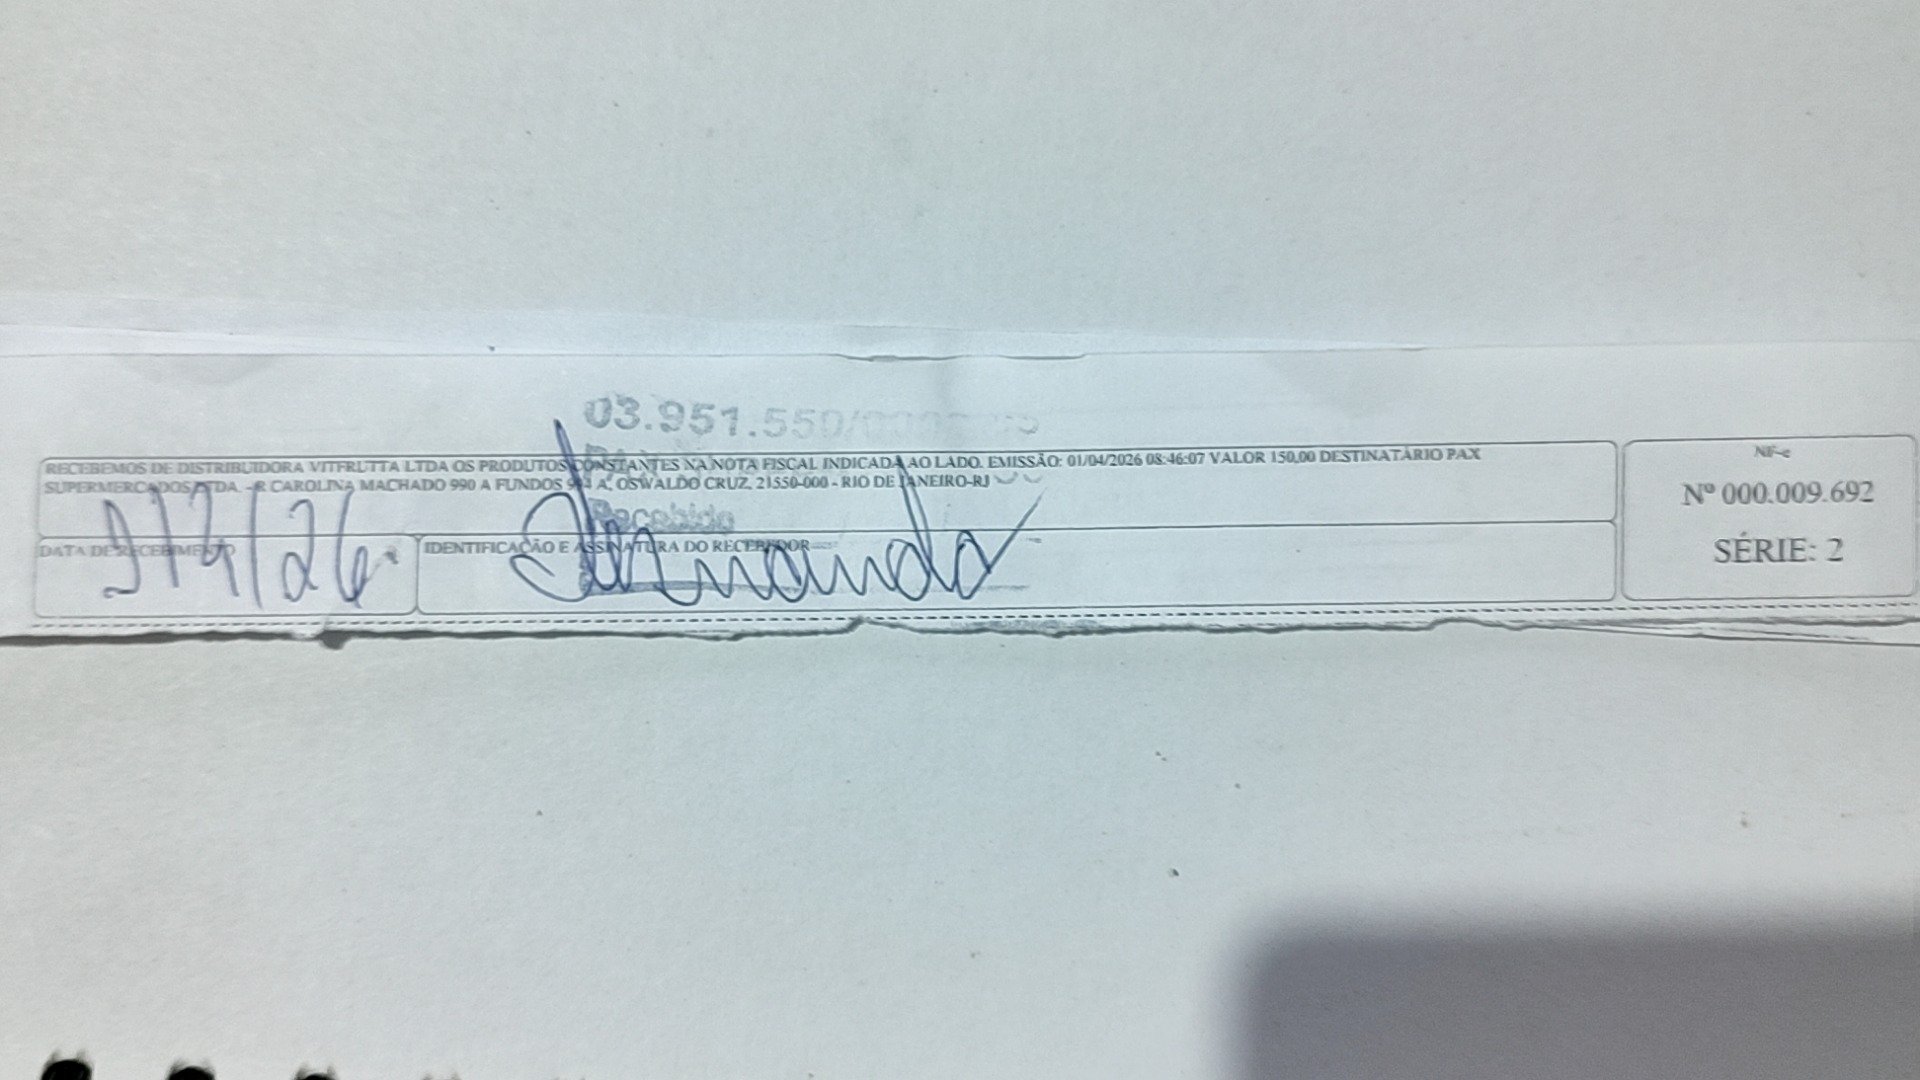 03.951.550/
RECEBEMOS DE DISTRIBUIDORA VITFRUTTA LTDA OS PRODUTOS CONSTANTES NA NOTA FISCAL INDICADA AO LADO. EMISSÃO: 01/04/2026 08:46:07 VALOR 150,00 DESTINATÁRIO PAX
SUPERMERCADOS LTDA. - R CAROLINA MACHADO 990 A FUNDOS A, OSWALDO CRUZ, 21550-000 - RIO DE JANEIRO-RJ
Recebido
DATA DE RECEBIMENTO
/26
IDENTIFICAÇÃO E ASSINATURA DO RECEBEDOR
Fernando
NF-e
Nº 000.009.692
SÉRIE: 2